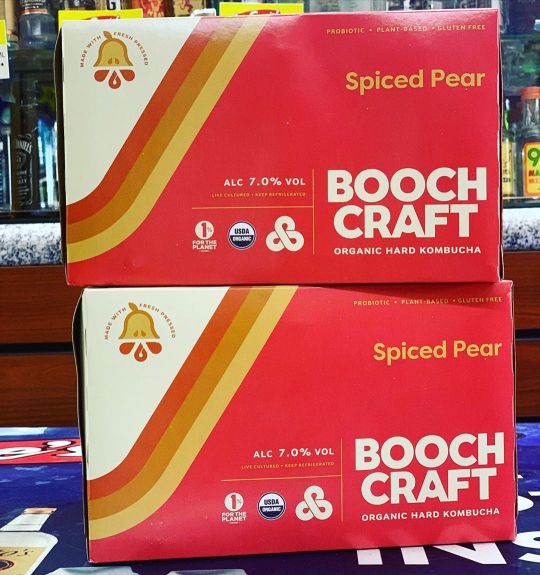 PROBIOTIC • PLANT-BASED • GLUTEN FREE
MADE WITH FRESH PRESSED
Spiced Pear
ALC 7.0% VOL
LIVE CULTURED • KEEP REFRIGERATED
1%
FOR THE
PLANET
USDA
ORGANIC
BOOCH
CRAFT
ORGANIC HARD KOMBUCHA
PROBIOTIC • PLANT-BASED • GLUTEN FREE
MADE WITH FRESH PRESSED
Spiced Pear
ALC 7.0% VOL
LIVE CULTURED • KEEP REFRIGERATED
1%
FOR THE
PLANET
USDA
ORGANIC
BOOCH
CRAFT
ORGANIC HARD KOMBUCHA